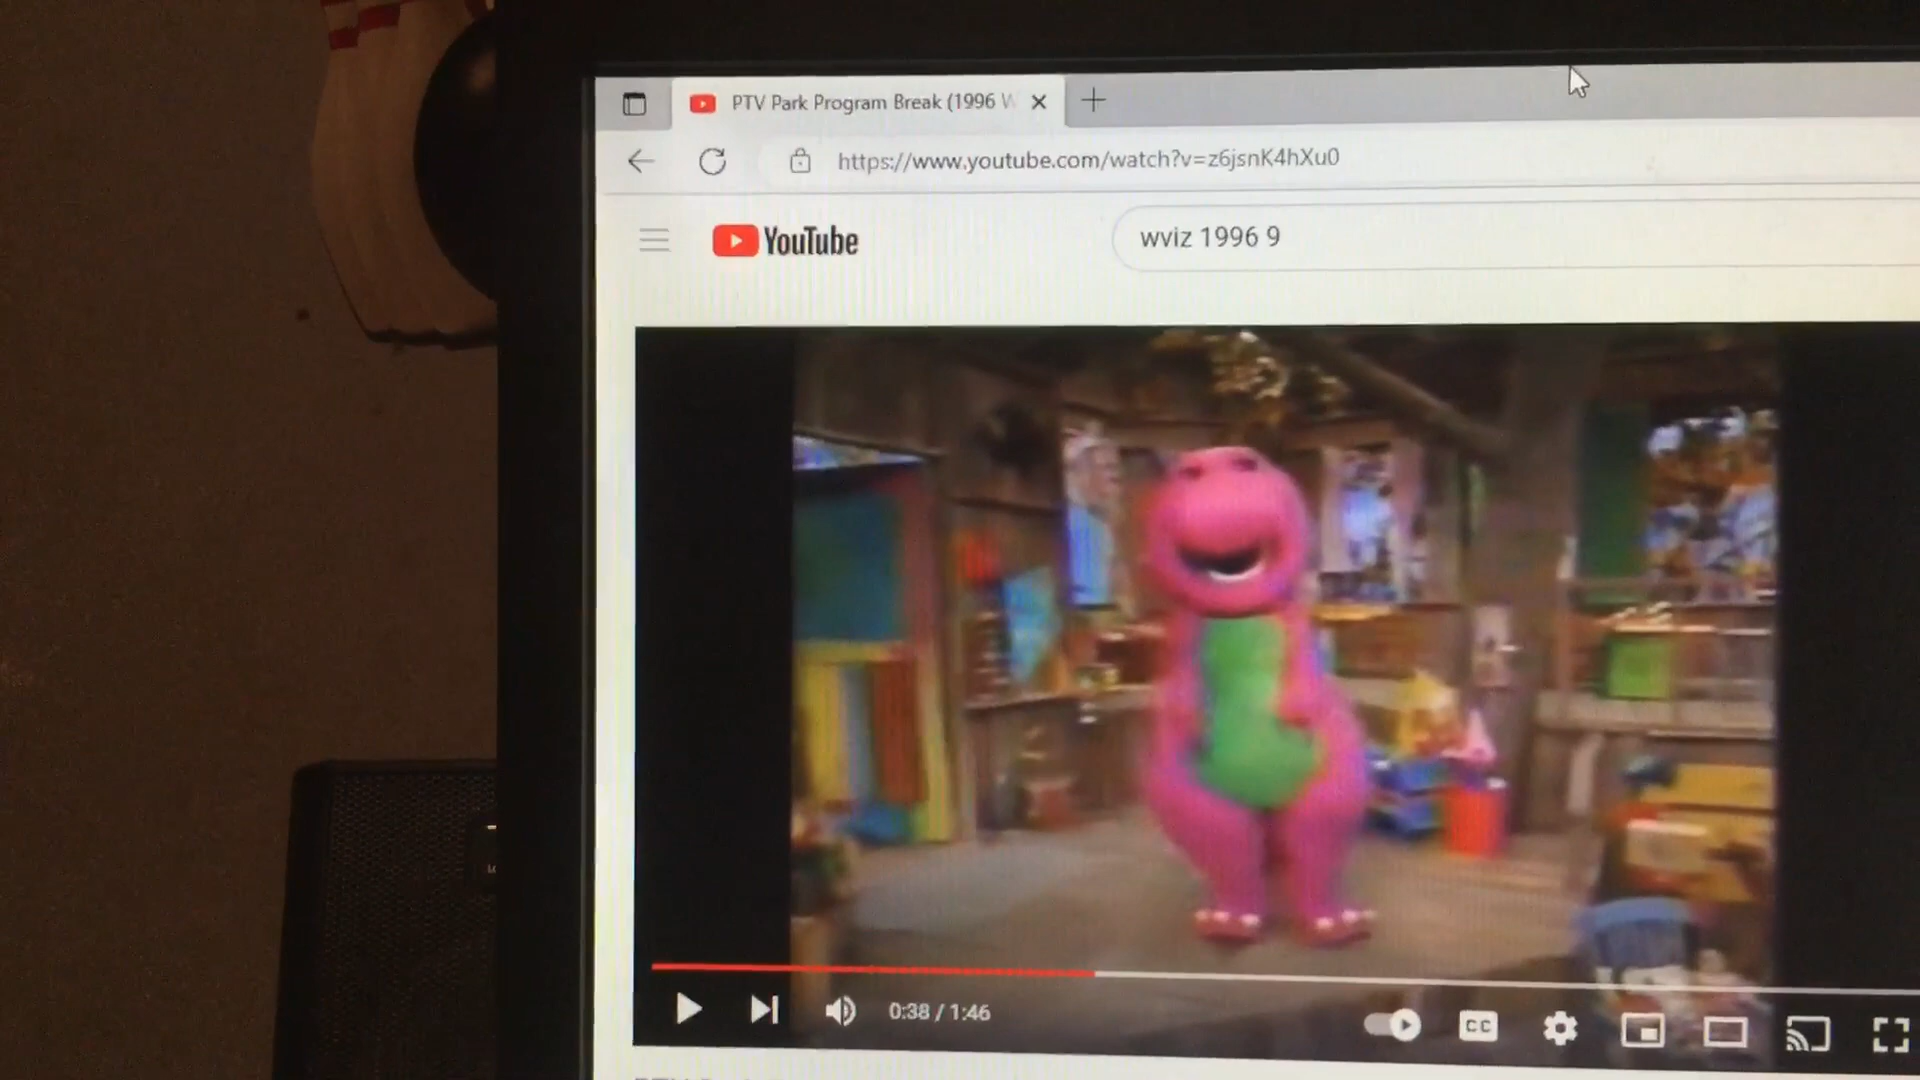 PTV Park Program Break (1996 W
https://www.youtube.com/watch?v=z6jsnK4hXu0
YouTube
wviz 1996 9
0:38 / 1:46
CC